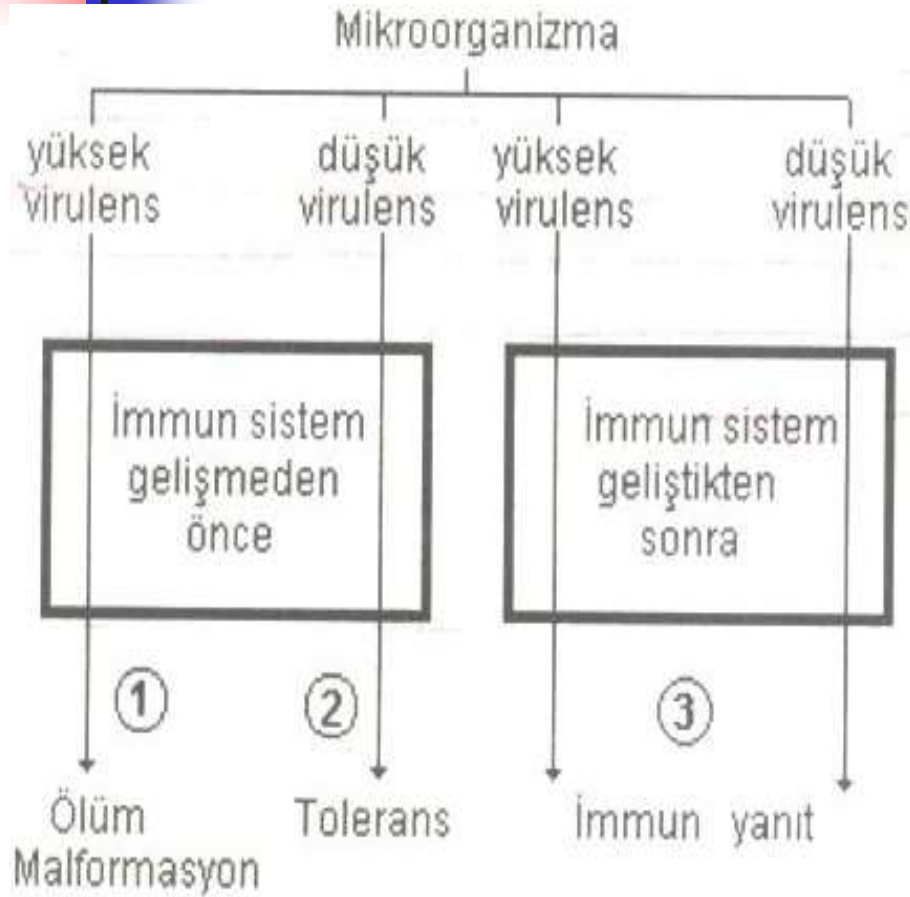 Mikroorganizma
yüksek virulens
düşük virulens
yüksek virulens
düşük virulens
İmmun sistem
gelişmeden
önce
İmmun sistem
geliştikten
sonra
1
2
3
Ölüm
Malformasyon
Tolerans
İmmun yanıt